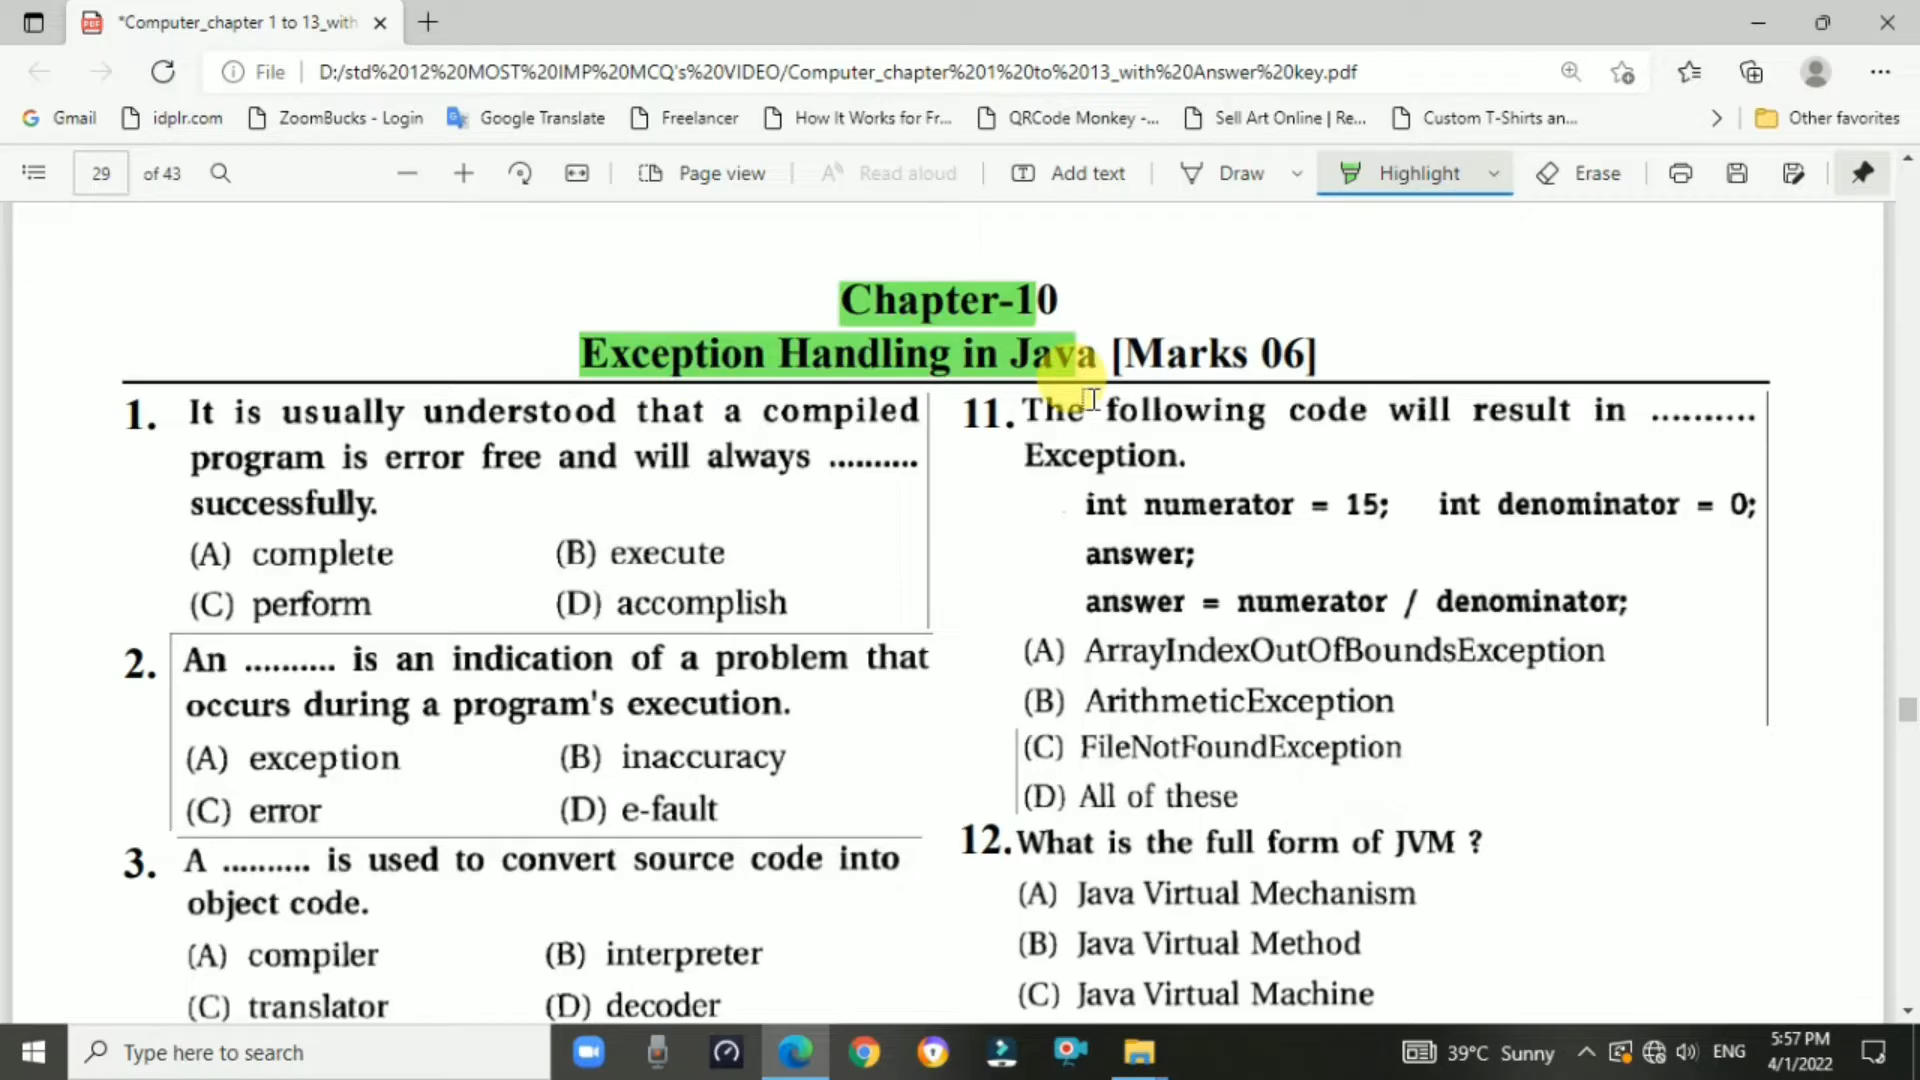 *Computer_chapter 1 to 13_with
File
D:/std%2012%20MOST%20IMP%20MCQ's%20VIDEO/Computer_chapter%201%20to%2013_with%20Answer%20key.pdf
Gmail
idplr.com
ZoomBucks - Login
Google Translate
Freelancer
How It Works for Fr...
QRCode Monkey -...
Sell Art Online | Re...
Custom T-Shirts an...
Other favorites
29 of 43
Page view
Read aloud
Add text
Draw
Highlight
Erase
Chapter-10
Exception Handling in Java [Marks 06]
1. It is usually understood that a compiled
program is error free and will always ..........
successfully.
(A) complete (B) execute
(C) perform (D) accomplish
2. An .......... is an indication of a problem that
occurs during a program's execution.
(A) exception (B) inaccuracy
(C) error (D) e-fault
3. A .......... is used to convert source code into
object code.
(A) compiler (B) interpreter
(C) translator (D) decoder
11. The following code will result in ..........
Exception.
int numerator = 15; int denominator = 0;
answer;
answer = numerator / denominator;
(A) ArrayIndexOutOfBoundsException
(B) ArithmeticException
(C) FileNotFoundException
(D) All of these
12. What is the full form of JVM ?
(A) Java Virtual Mechanism
(B) Java Virtual Method
(C) Java Virtual Machine
Type here to search
39°C Sunny
ENG
5:57 PM
4/1/2022